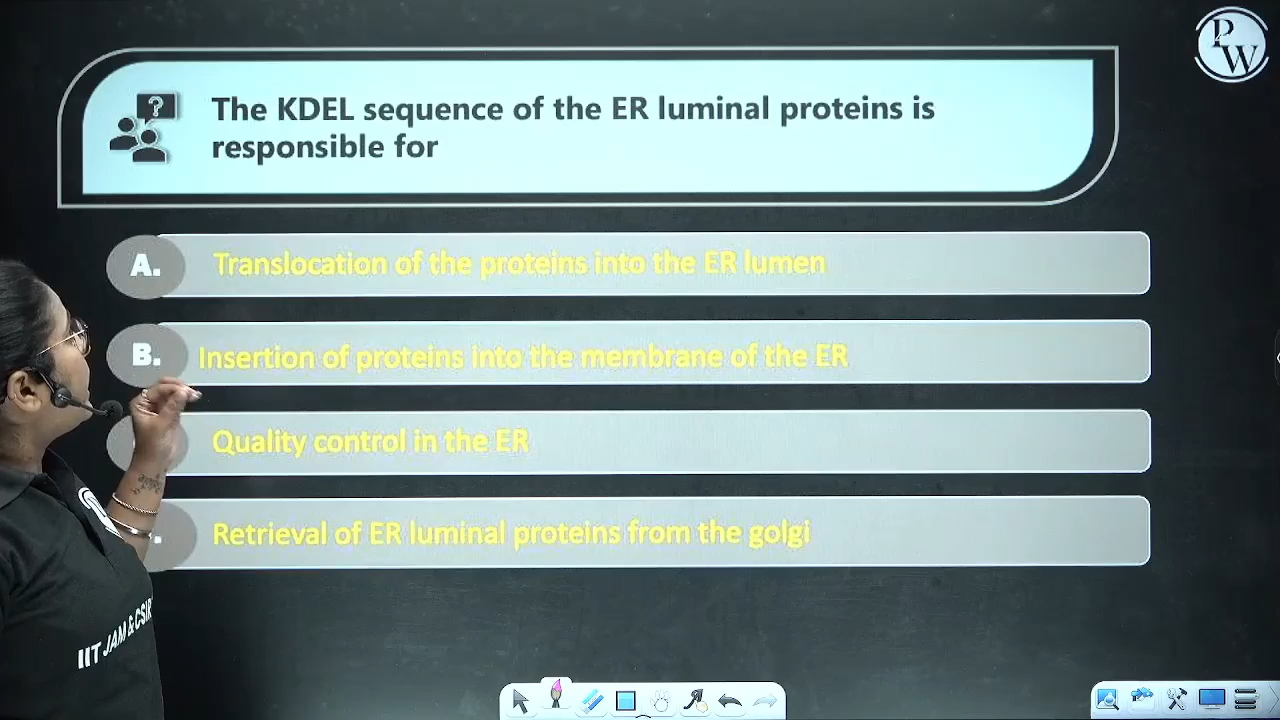 PW
?
The KDEL sequence of the ER luminal proteins is
responsible for
A. Translocation of the proteins into the ER lumen
B. Insertion of proteins into the membrane of the ER
Quality control in the ER
Retrieval of ER luminal proteins from the golgi
IIT JAM & CSIR